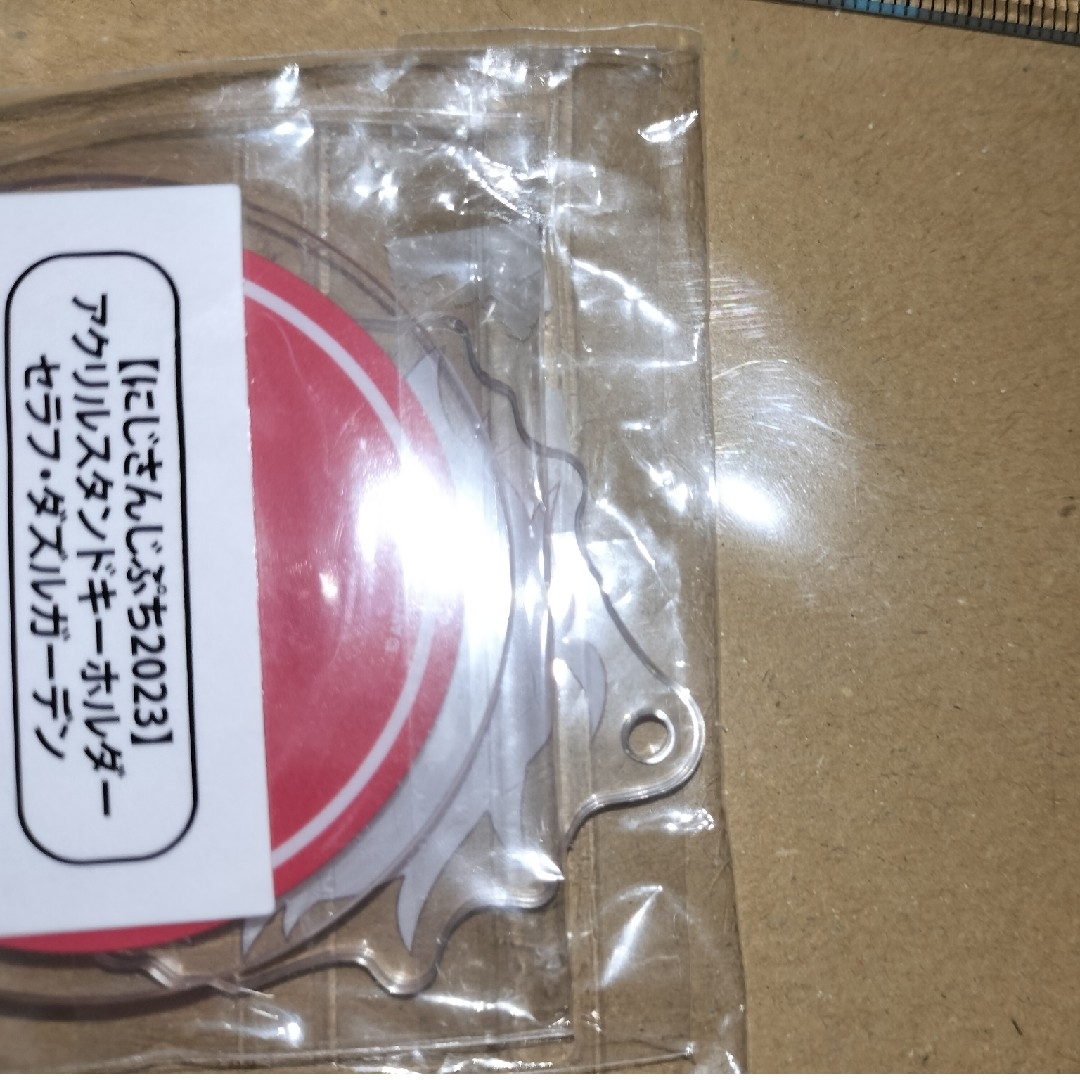 【にじさんじぷち2023】
アクリルスタンドキーホルダー
セラフ・ダズルガーデン